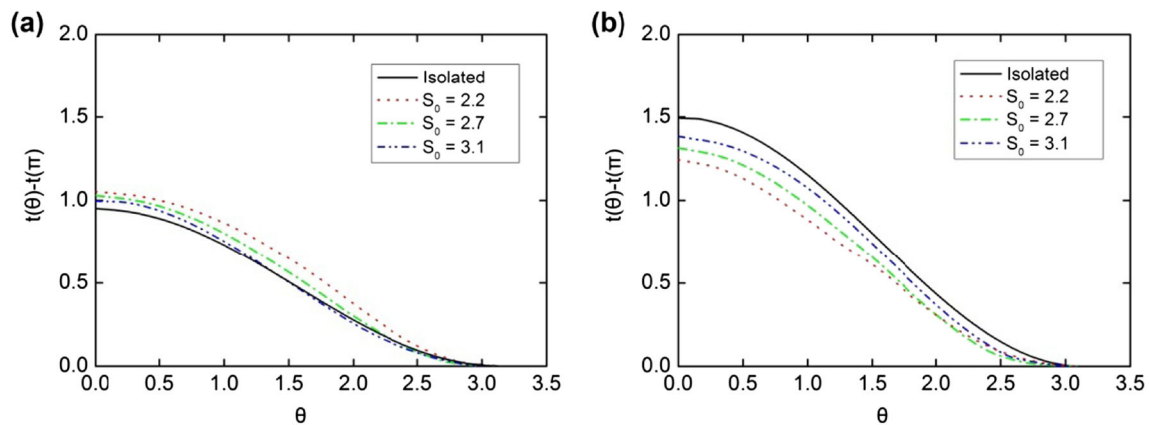 (a)
2.0
1.5
1.0
0.5
0.0
t(θ)-t(π)
Isolated
S₀ = 2.2
S₀ = 2.7
S₀ = 3.1
0.0 0.5 1.0 1.5 2.0 2.5 3.0 3.5
θ
(b)
2.0
1.5
1.0
0.5
0.0
t(θ)-t(π)
Isolated
S₀ = 2.2
S₀ = 2.7
S₀ = 3.1
0.0 0.5 1.0 1.5 2.0 2.5 3.0 3.5
θ